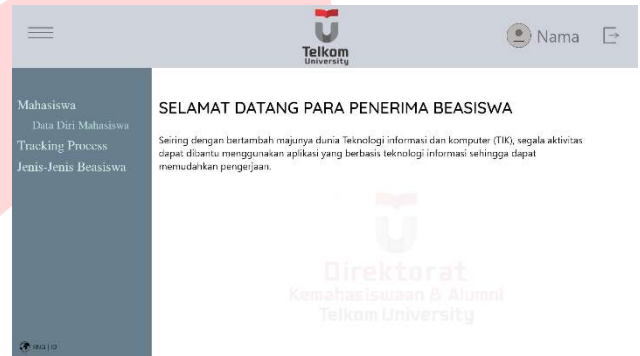 Telkom
University
Nama
Mahasiswa
Data Diri Mahasiswa
Tracking Process
Jenis-Jenis Beasiswa
SELAMAT DATANG PARA PENERIMA BEASISWA
Seiring dengan bertambah majunya dunia Teknologi informasi dan komputer (TIK), segala aktivitas
dapat dibantu menggunakan aplikasi yang berbasis teknologi informasi sehingga dapat
memudahkan pengerjaan.
Direktorat
Kemahasiswaan & Alumni
Telkom University